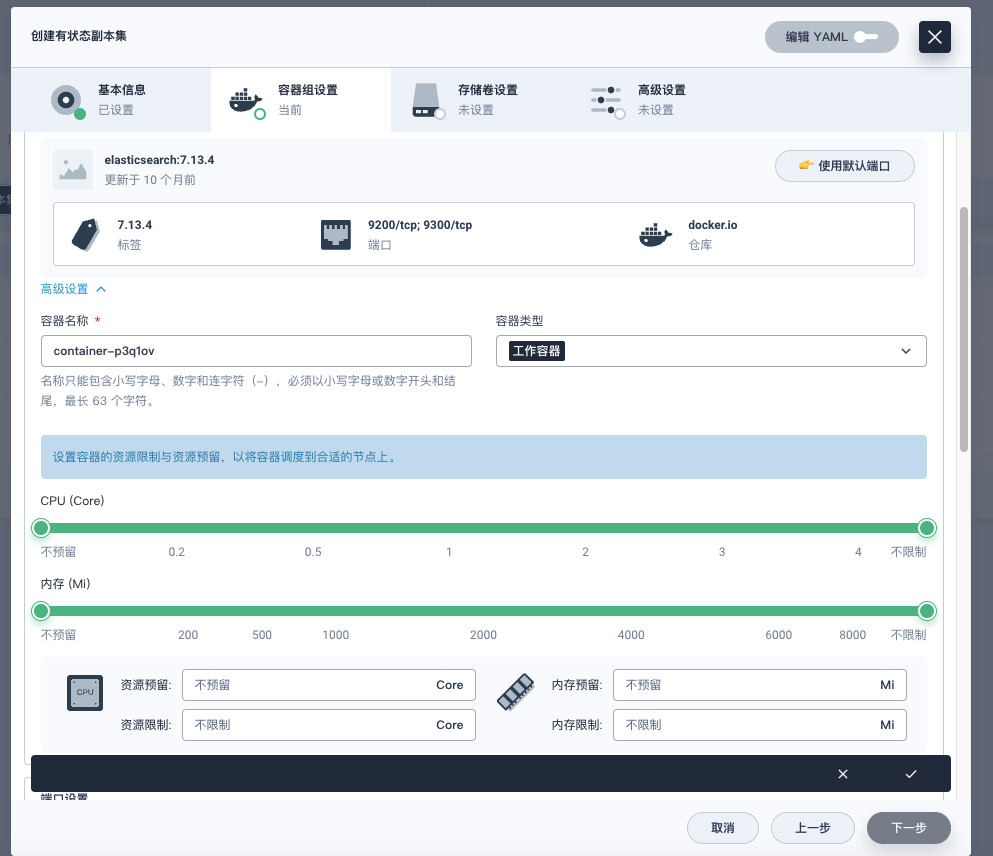 创建有状态副本集
编辑 YAML
基本信息
已设置
容器组设置
当前
存储卷设置
未设置
高级设置
未设置
elasticsearch:7.13.4
更新于 10 个月前
使用默认端口
7.13.4
标签
9200/tcp; 9300/tcp
端口
docker.io
仓库
高级设置
容器名称 *
container-p3q1ov
名称只能包含小写字母、数字和连字符（-），必须以小写字母或数字开头和结
尾，最长 63 个字符。
容器类型
工作容器
设置容器的资源限制与资源预留，以将容器调度到合适的节点上。
CPU (Core)
不预留 0.2 0.5 1 2 3 4 不限制
内存 (Mi)
不预留 200 500 1000 2000 4000 6000 8000 不限制
CPU
资源预留: 不预留 Core
资源限制: 不限制 Core
内存预留: 不预留 Mi
内存限制: 不限制 Mi
端口设置
取消
上一步
下一步